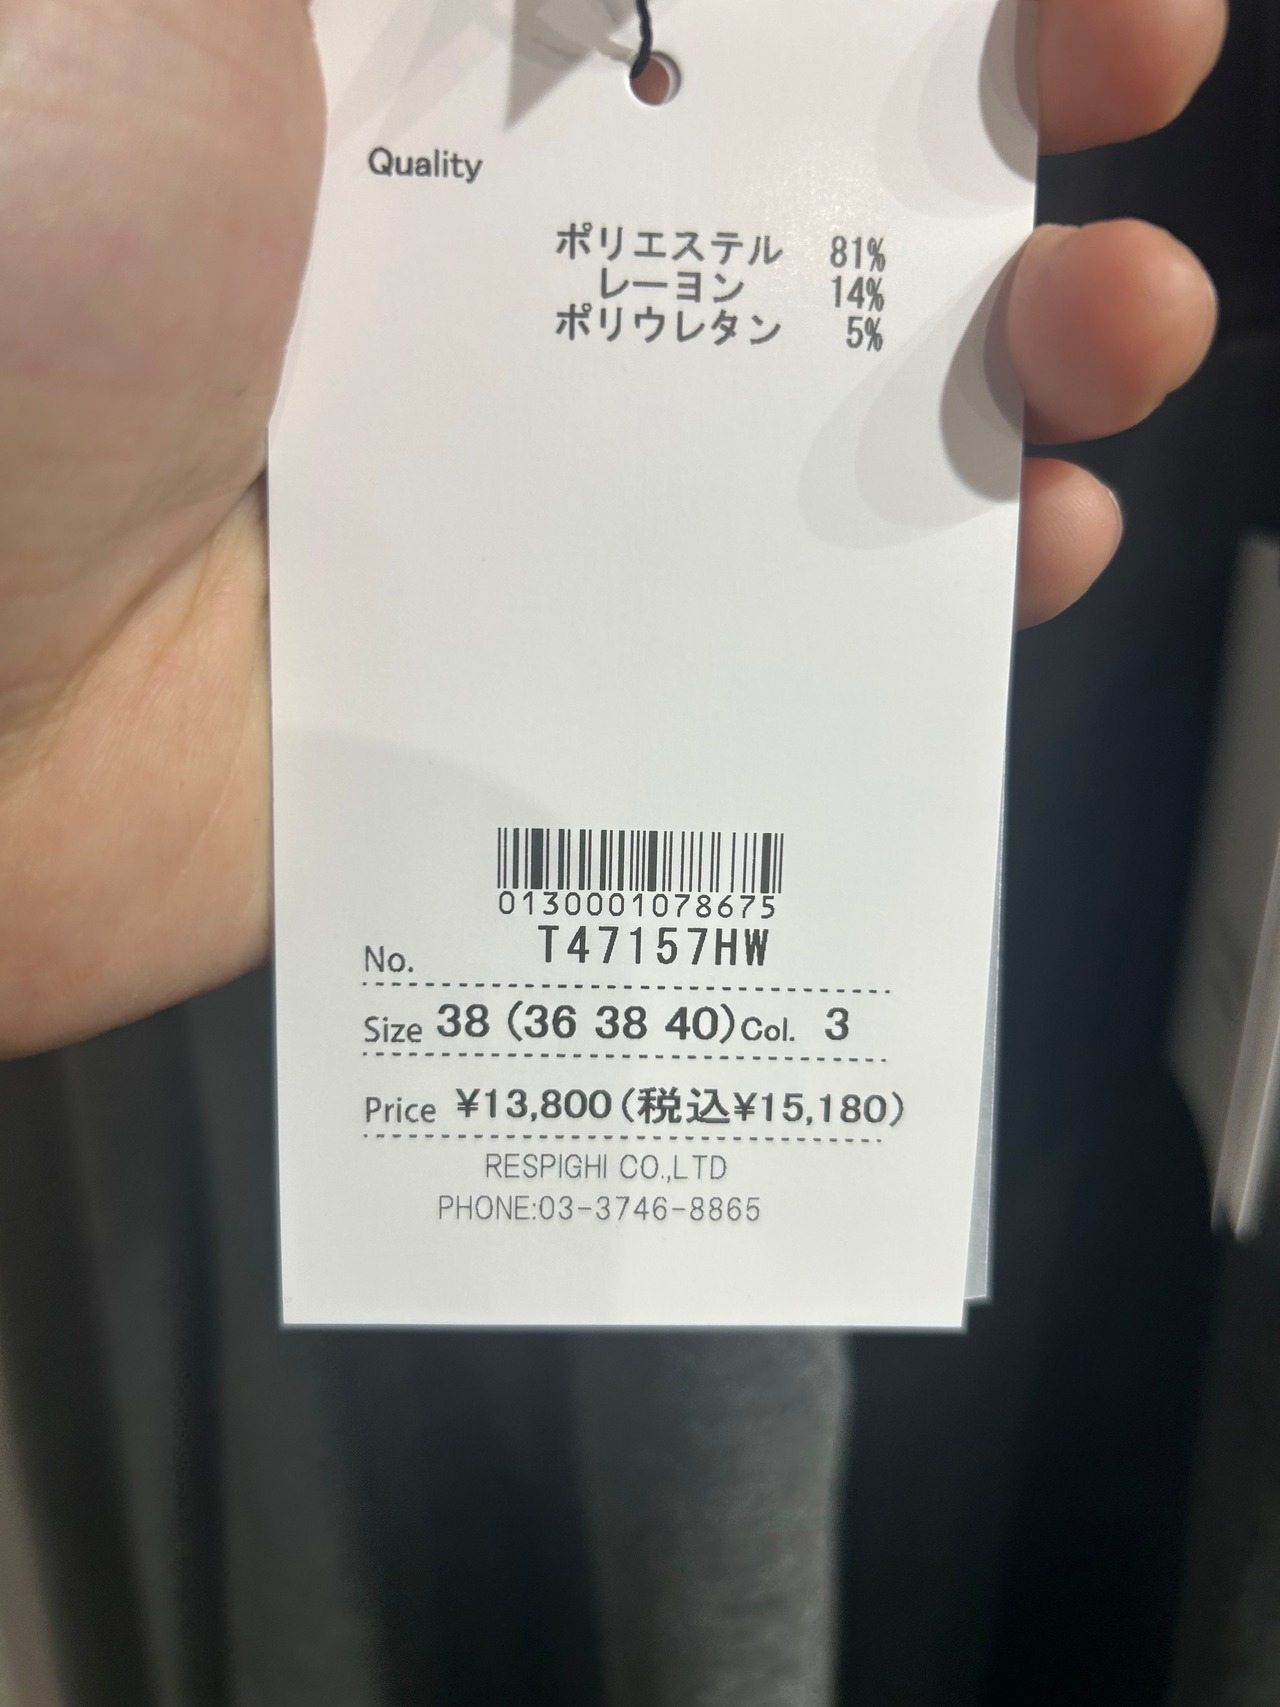 Quality
ポリエステル 81%
レーヨン 14%
ポリウレタン 5%
0130001078675
No. T47157HW
Size 38 (36 38 40) Col. 3
Price ¥13,800(税込¥15,180)
RESPIGHI CO.,LTD
PHONE:03-3746-8865